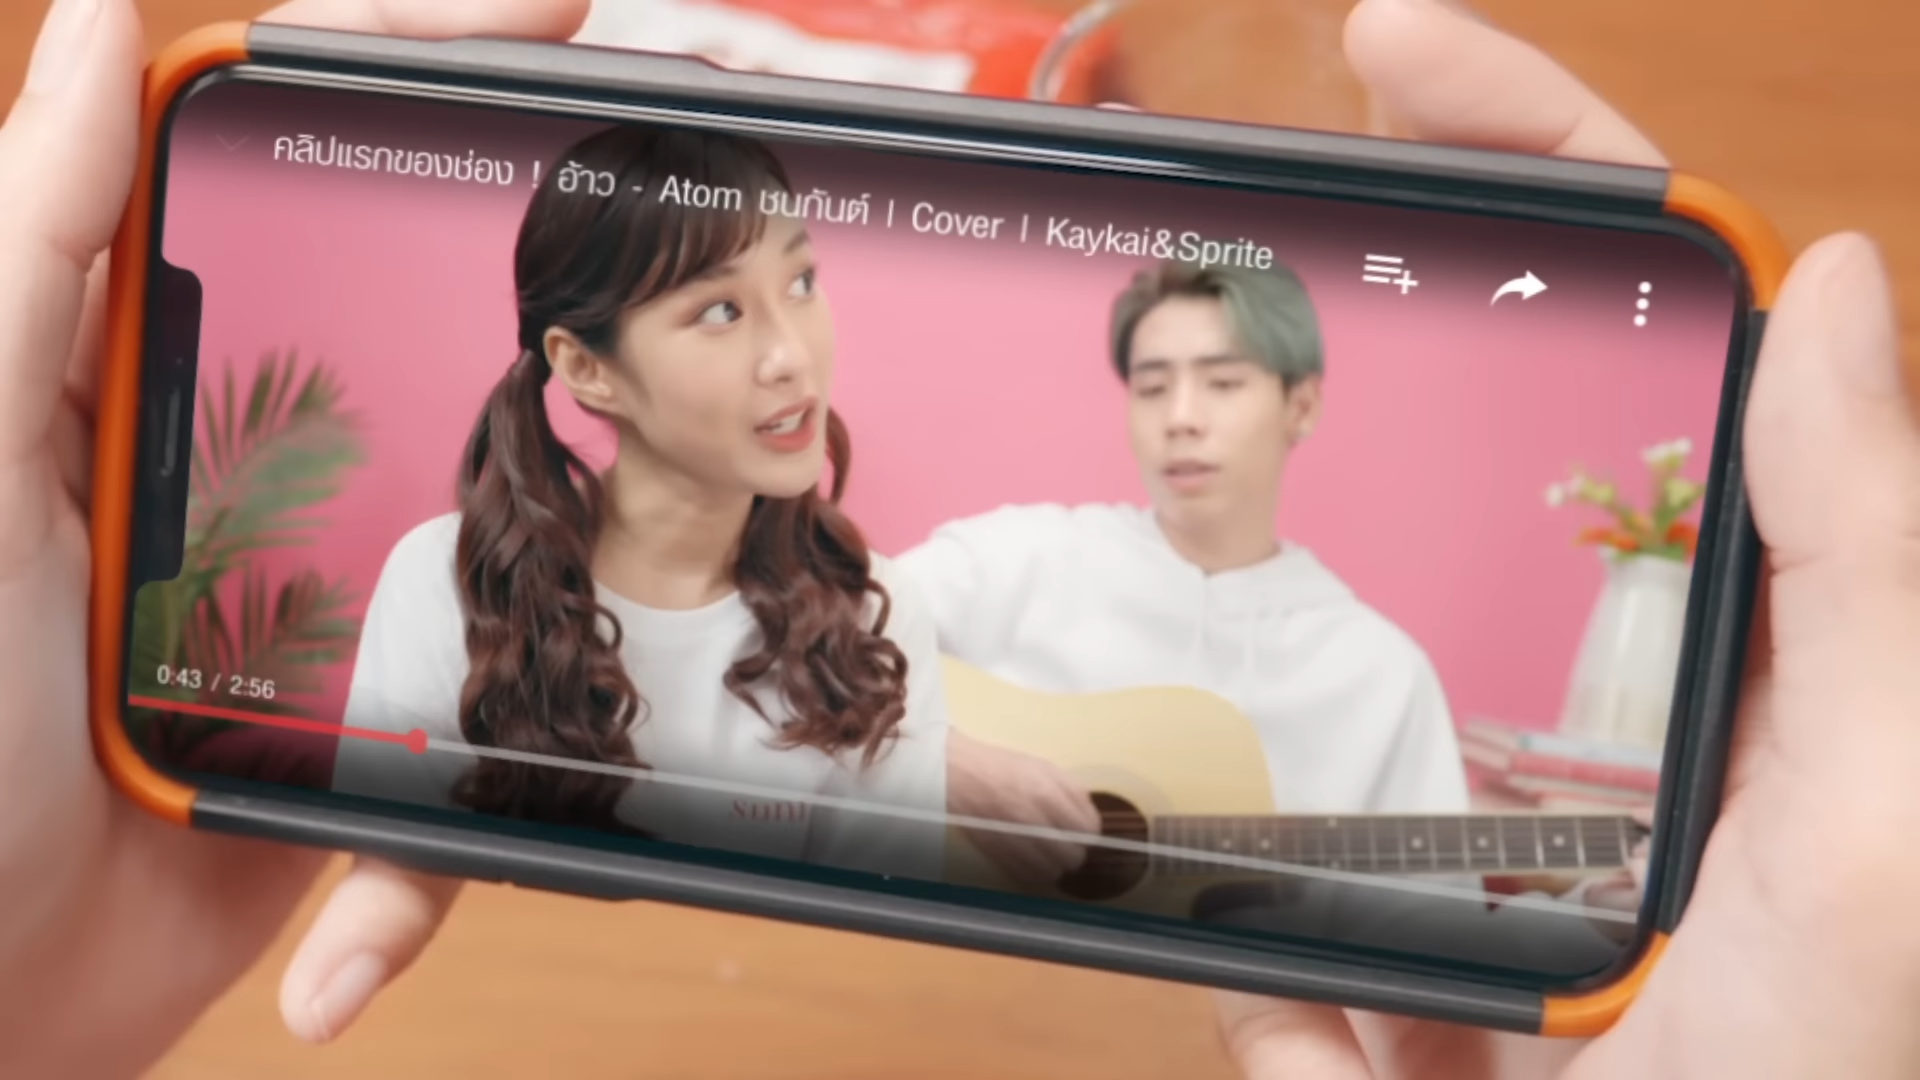 คลิปแรกของช่อง ! อ้าว - Atom ชนกันต์ | Cover | Kaykai&Sprite
0:43 / 2:56